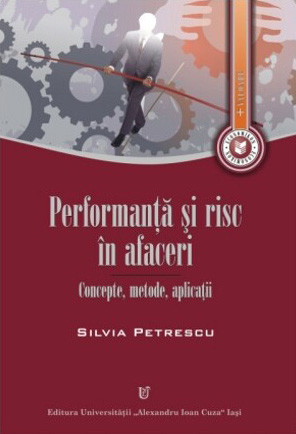 Performanţă şi risc
în afaceri
Concepte, metode, aplicaţii
SILVIA PETRESCU
Editura Universităţii „Alexandru Ioan Cuza“ Iaşi